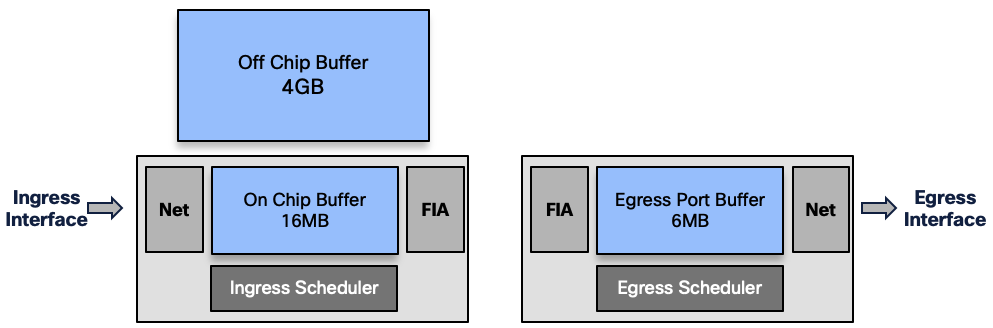 Off Chip Buffer
4GB
Ingress
Interface
Net
On Chip Buffer
16MB
FIA
Ingress Scheduler
FIA
Egress Port Buffer
6MB
Net
Egress Scheduler
Egress
Interface